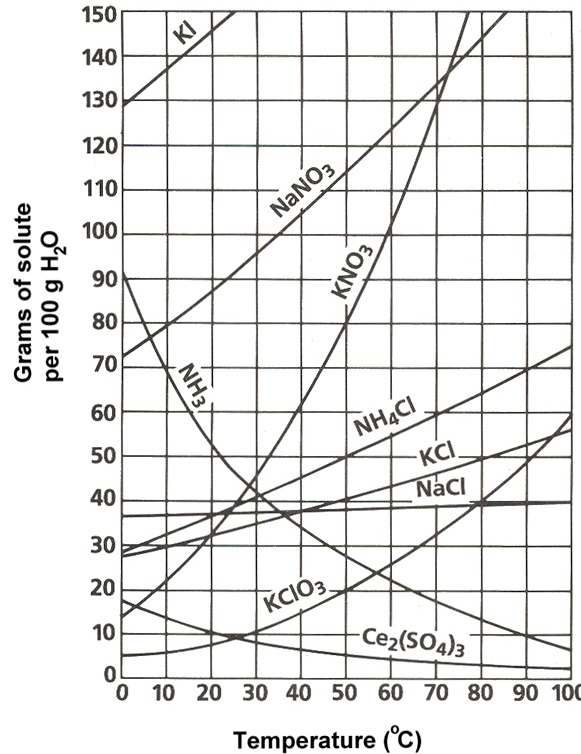 150
140
130
120
110
100
90
80
70
60
50
40
30
20
10
0
Grams of solute
per 100 g H₂O
KI
NaNO₃
KNO₃
NH₃
NH₄Cl
KCl
NaCl
KClO₃
Ce₂(SO₄)₃
0 10 20 30 40 50 60 70 80 90 100
Temperature (°C)